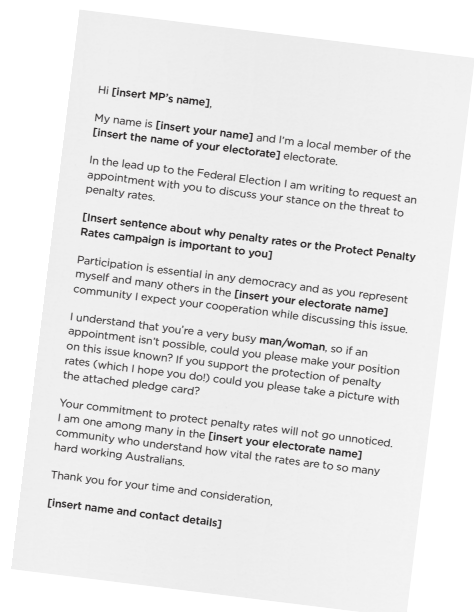 Hi [insert MP's name],
My name is [insert your name] and I'm a local member of the
[insert the name of your electorate] electorate.
In the lead up to the Federal Election I am writing to request an
appointment with you to discuss your stance on the threat to
penalty rates.
[Insert sentence about why penalty rates or the Protect Penalty
Rates campaign is important to you]
Participation is essential in any democracy and as you represent
myself and many others in the [insert your electorate name]
community I expect your cooperation while discussing this issue.
I understand that you're a very busy man/woman, so if an
appointment isn't possible, could you please make your position
on this issue known? If you support the protection of penalty
rates (which I hope you do!) could you please take a picture with
the attached pledge card?
Your commitment to protect penalty rates will not go unnoticed.
I am one among many in the [insert your electorate name]
community who understand how vital the rates are to so many
hard working Australians.
Thank you for your time and consideration,
[insert name and contact details]